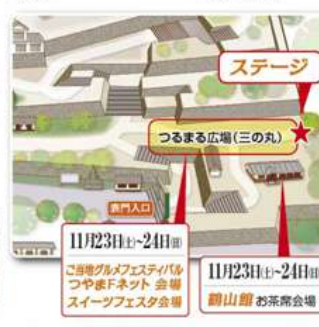 ステージ
つるまる広場(三の丸)
表門入口
11月23日(土)~24日(日)
ご当地グルメフェスティバル
つやまFネット 会場
スイーツフェスタ会場
11月23日(土)~24日(日)
鶴山館 お茶席会場